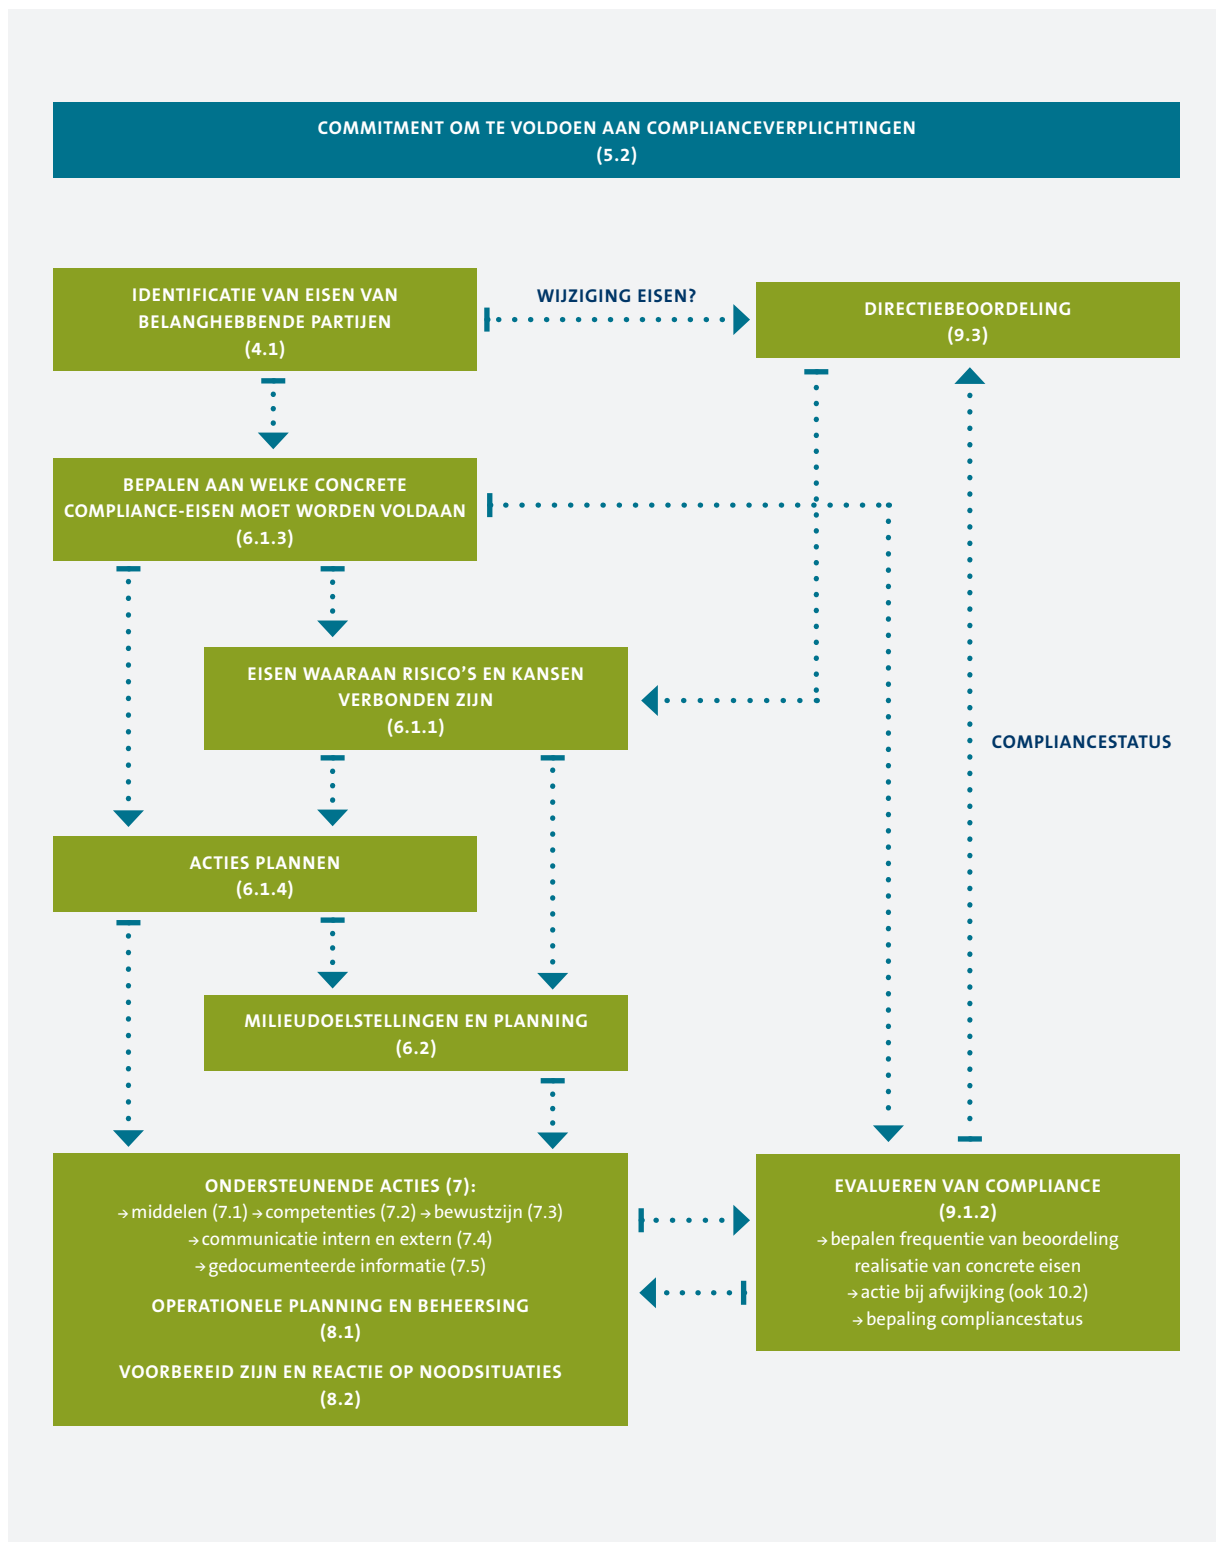 COMMITMENT OM TE VOLDOEN AAN COMPLIANCEVERPLICHTINGEN
(5.2)
IDENTIFICATIE VAN EISEN VAN
BELANGHEBBENDE PARTIJEN
(4.1)
WIJZIGING EISEN?
DIRECTIEBEOORDELING
(9.3)
BEPALEN AAN WELKE CONCRETE
COMPLIANCE-EISEN MOET WORDEN VOLDAAN
(6.1.3)
EISEN WAARAAN RISICO’S EN KANSEN
VERBONDEN ZIJN
(6.1.1)
COMPLIANCESTATUS
ACTIES PLANNEN
(6.1.4)
MILIEUDOELSTELLINGEN EN PLANNING
(6.2)
ONDERSTEUNENDE ACTIES (7):
→ middelen (7.1) → competenties (7.2) → bewustzijn (7.3)
→ communicatie intern en extern (7.4)
→ gedocumenteerde informatie (7.5)
OPERATIONELE PLANNING EN BEHEERSING
(8.1)
VOORBEREID ZIJN EN REACTIE OP NOODSITUATIES
(8.2)
EVALUEREN VAN COMPLIANCE
(9.1.2)
→ bepalen frequentie van beoordeling
realisatie van concrete eisen
→ actie bij afwijking (ook 10.2)
→ bepaling compliancestatus